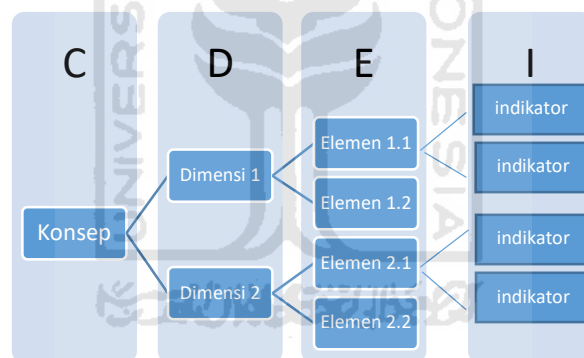 C
D
E
I
Konsep
Dimensi 1
Dimensi 2
Elemen 1.1
Elemen 1.2
Elemen 2.1
Elemen 2.2
indikator
indikator
indikator
indikator